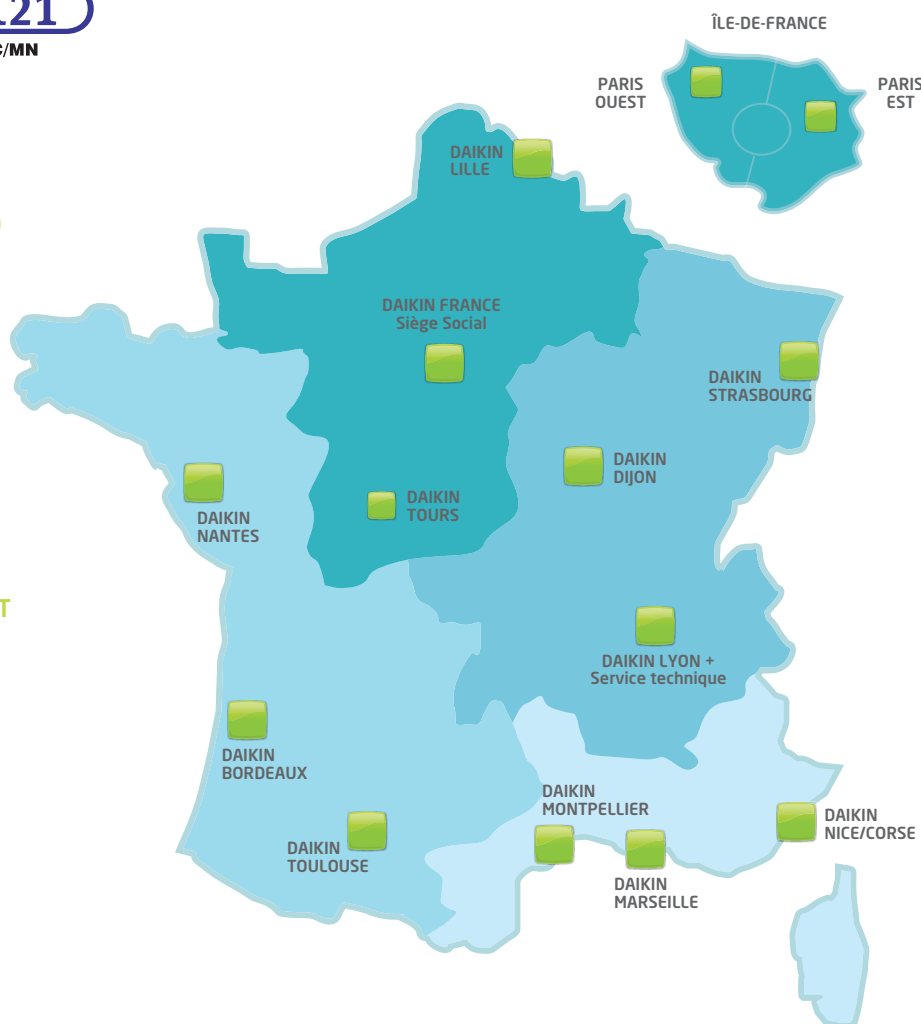 121
C/MN
ÎLE-DE-FRANCE
PARIS
OUEST
PARIS
EST
DAIKIN
LILLE
DAIKIN FRANCE
Siège Social
DAIKIN
STRASBOURG
DAIKIN
DIJON
DAIKIN
TOURS
DAIKIN
NANTES
T
DAIKIN LYON +
Service technique
DAIKIN
BORDEAUX
DAIKIN
MONTPELLIER
DAIKIN
NICE/CORSE
DAIKIN
TOULOUSE
DAIKIN
MARSEILLE